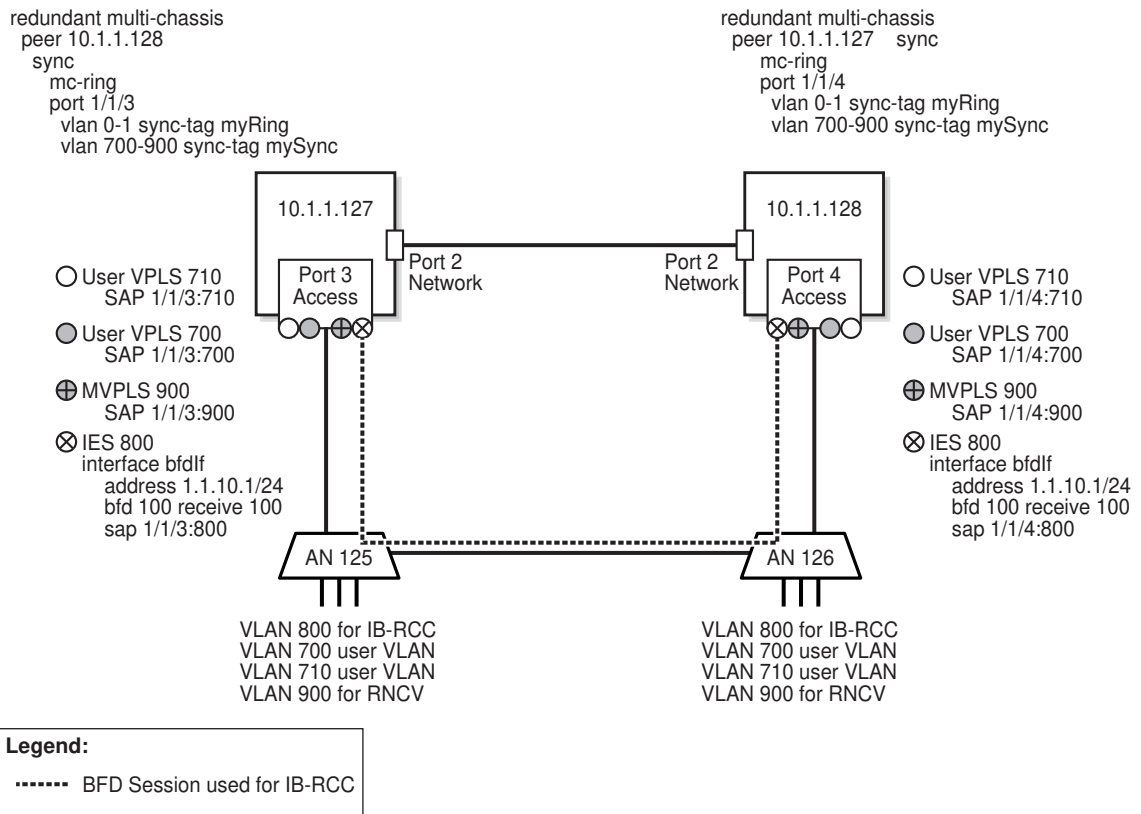 redundant multi-chassis
peer 10.1.1.128
sync
mc-ring
port 1/1/3
vlan 0-1 sync-tag myRing
vlan 700-900 sync-tag mySync
redundant multi-chassis
peer 10.1.1.127 sync
mc-ring
port 1/1/4
vlan 0-1 sync-tag myRing
vlan 700-900 sync-tag mySync
10.1.1.127
Port 3
Access
Port 2
Network
10.1.1.128
Port 4
Access
Port 2
Network
User VPLS 710
SAP 1/1/3:710
User VPLS 700
SAP 1/1/3:700
MVPLS 900
SAP 1/1/3:900
IES 800
interface bfdIf
address 1.1.10.1/24
bfd 100 receive 100
sap 1/1/3:800
User VPLS 710
SAP 1/1/4:710
User VPLS 700
SAP 1/1/4:700
MVPLS 900
SAP 1/1/4:900
IES 800
interface bfdIf
address 1.1.10.1/24
bfd 100 receive 100
sap 1/1/4:800
AN 125
AN 126
VLAN 800 for IB-RCC
VLAN 700 user VLAN
VLAN 710 user VLAN
VLAN 900 for RNCV
VLAN 800 for IB-RCC
VLAN 700 user VLAN
VLAN 710 user VLAN
VLAN 900 for RNCV
Legend:
BFD Session used for IB-RCC